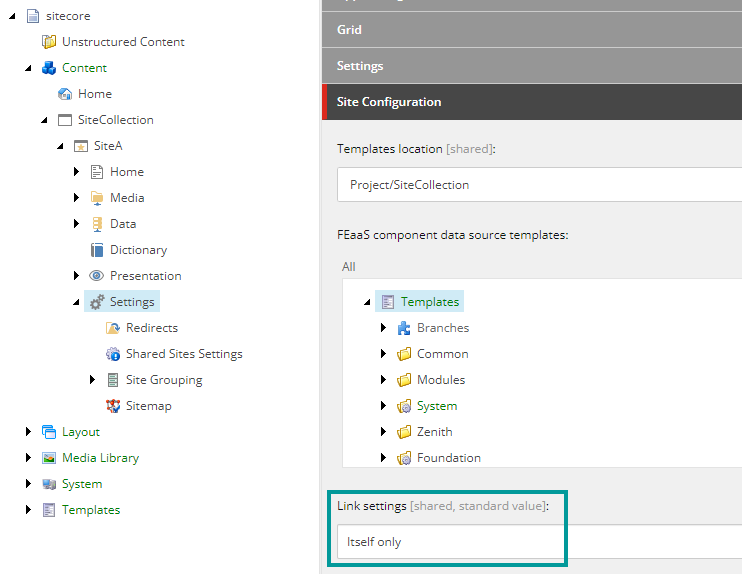 sitecore
Unstructured Content
Content
Home
SiteCollection
SiteA
Home
Media
Data
Dictionary
Presentation
Settings
Redirects
Shared Sites Settings
Site Grouping
Sitemap
Layout
Media Library
System
Templates
Grid
Settings
Site Configuration
Templates location [shared]:
Project/SiteCollection
FEaaS component data source templates:
All
Templates
Branches
Common
Modules
System
Zenith
Foundation
Link settings [shared, standard value]:
Itself only